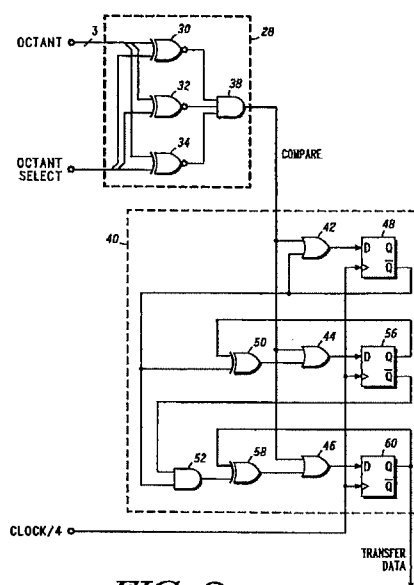 30
28
OCTANT
3
32
38
34
OCTANT
SELECT
COMPARE
40
42
48
D Q
Q
50
44
56
D Q
Q
52
58
46
60
D Q
Q
CLOCK/4
TRANSFER
DATA